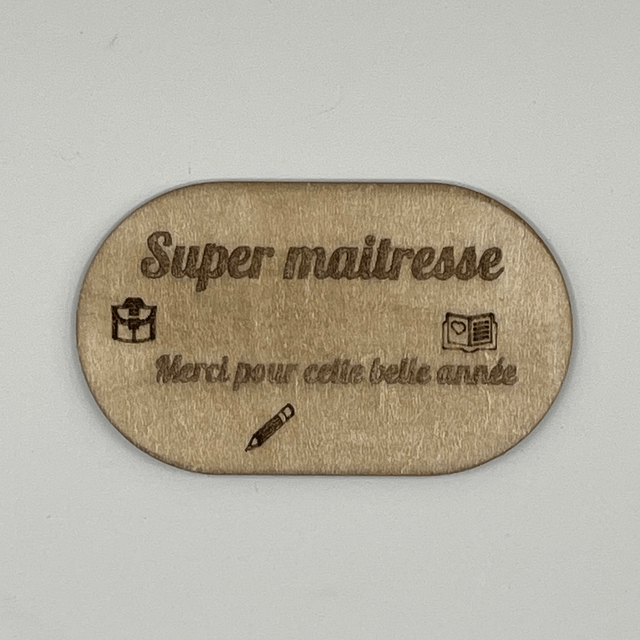 Super maitresse
Merci pour cette belle année